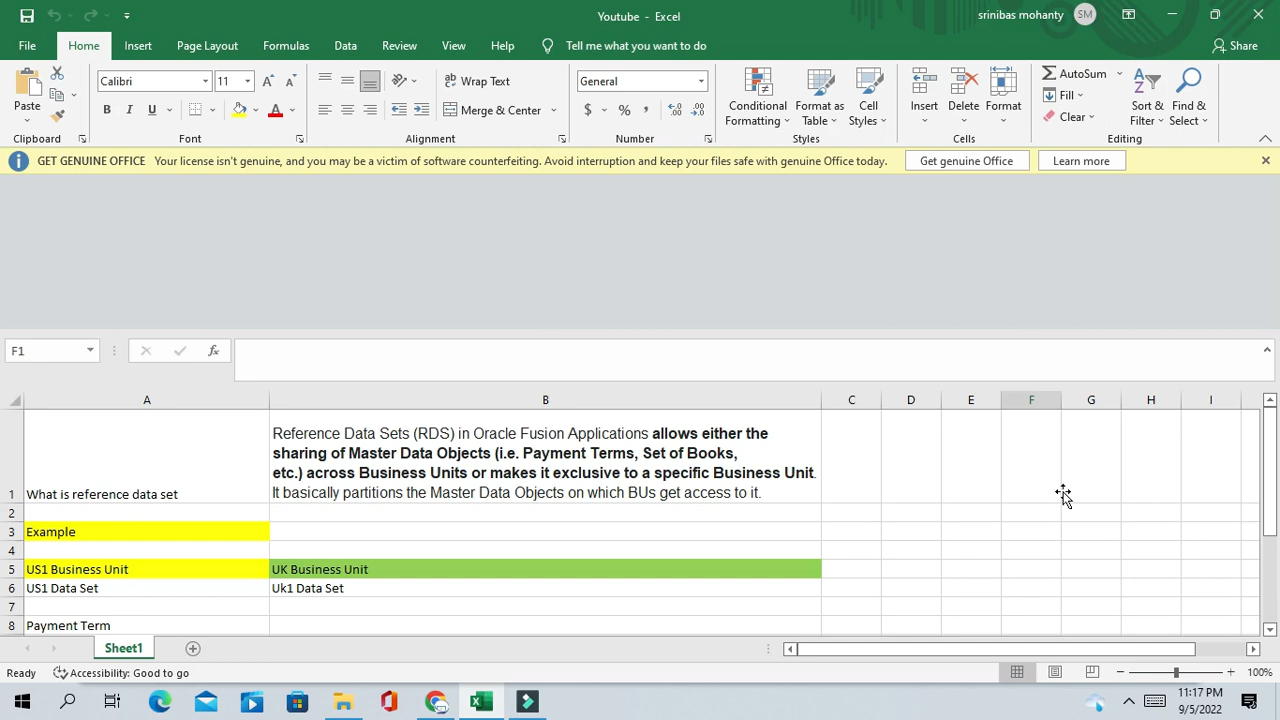 Youtube - Excel
srinibas mohanty SM
File Home Insert Page Layout Formulas Data Review View Help Tell me what you want to do Share
Paste
Clipboard
Calibri 11
B I U A
Font
Wrap Text
Merge & Center
Alignment
General
$ % ,
Number
Conditional Formatting
Format as Table
Cell Styles
Styles
Insert
Delete
Format
Cells
AutoSum
Fill
Clear
Sort & Filter
Find & Select
Editing
GET GENUINE OFFICE Your license isn't genuine, and you may be a victim of software counterfeiting. Avoid interruption and keep your files safe with genuine Office today. Get genuine Office Learn more
F1 fx
A B C D E F G H I
Reference Data Sets (RDS) in Oracle Fusion Applications allows either the
sharing of Master Data Objects (i.e. Payment Terms, Set of Books,
etc.) across Business Units or makes it exclusive to a specific Business Unit.
1 What is reference data set It basically partitions the Master Data Objects on which BUs get access to it.
2
3 Example
4
5 US1 Business Unit UK Business Unit
6 US1 Data Set Uk1 Data Set
7
8 Payment Term
Sheet1
Ready Accessibility: Good to go 100%
11:17 PM
9/5/2022